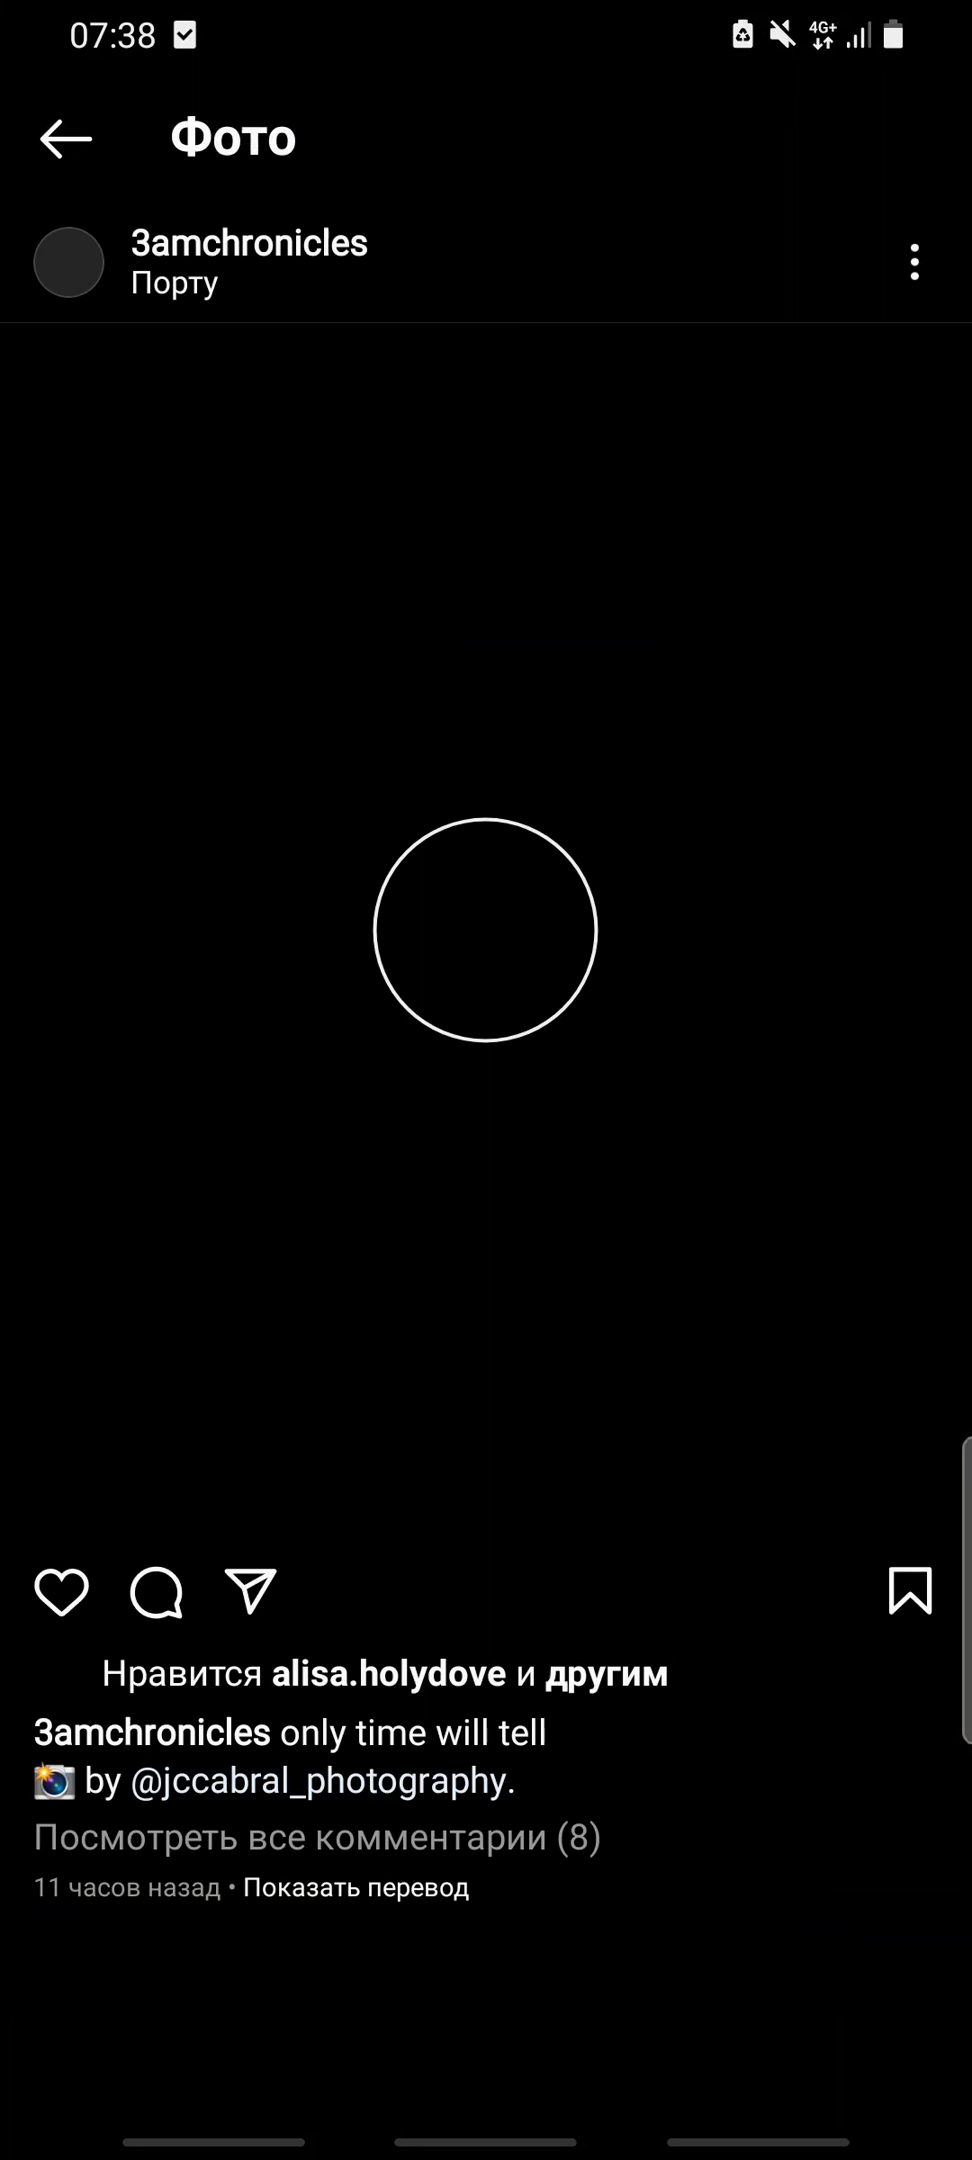 07:38
4G+
Фото
3amchronicles
Порту
Нравится alisa.holydove и другим
3amchronicles only time will tell
📸 by @jccabral_photography.
Посмотреть все комментарии (8)
11 часов назад • Показать перевод